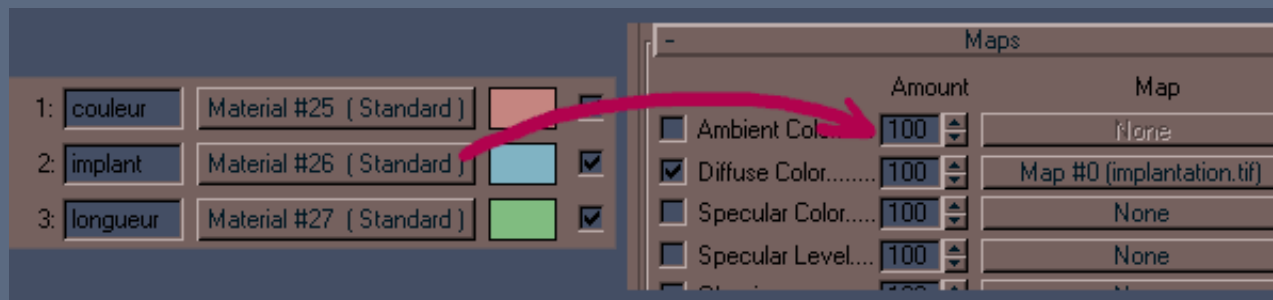 1: couleur Material #25 ( Standard )
2: implant Material #26 ( Standard )
3: longueur Material #27 ( Standard )
- Maps
Amount Map
Ambient Col 100 None
Diffuse Color........ 100 Map #0 (implantation.tif)
Specular Color..... 100 None
Specular Level.... 100 None